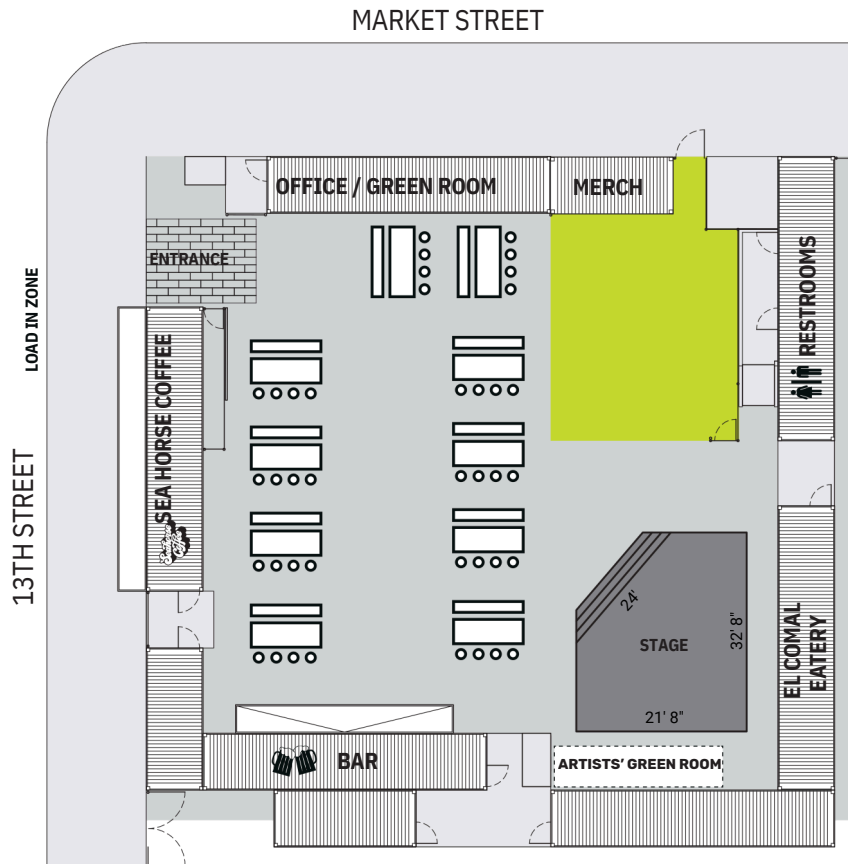 MARKET STREET
OFFICE / GREEN ROOM
MERCH
ENTRANCE
RESTROOMS
LOAD IN ZONE
SEA HORSE COFFEE
13TH STREET
24'
STAGE
32' 8"
21' 8"
EL COMAL
EATERY
BAR
ARTISTS' GREEN ROOM